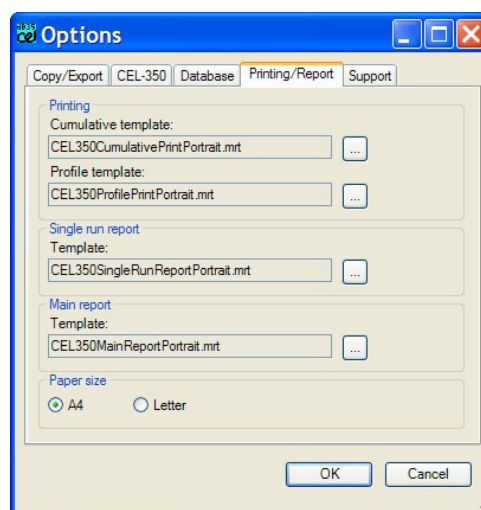 Options
Copy/Export CEL-350 Database Printing/Report Support
Printing
Cumulative template:
CEL350CumulativePrintPortrait.mrt ...
Profile template:
CEL350ProfilePrintPortrait.mrt ...
Single run report
Template:
CEL350SingleRunReportPortrait.mrt ...
Main report
Template:
CEL350MainReportPortrait.mrt ...
Paper size
A4 Letter
OK Cancel